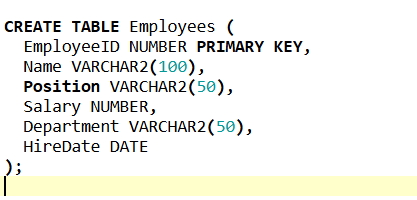 CREATE TABLE Employees (
EmployeeID NUMBER PRIMARY KEY,
Name VARCHAR2(100),
Position VARCHAR2(50),
Salary NUMBER,
Department VARCHAR2(50),
HireDate DATE
);